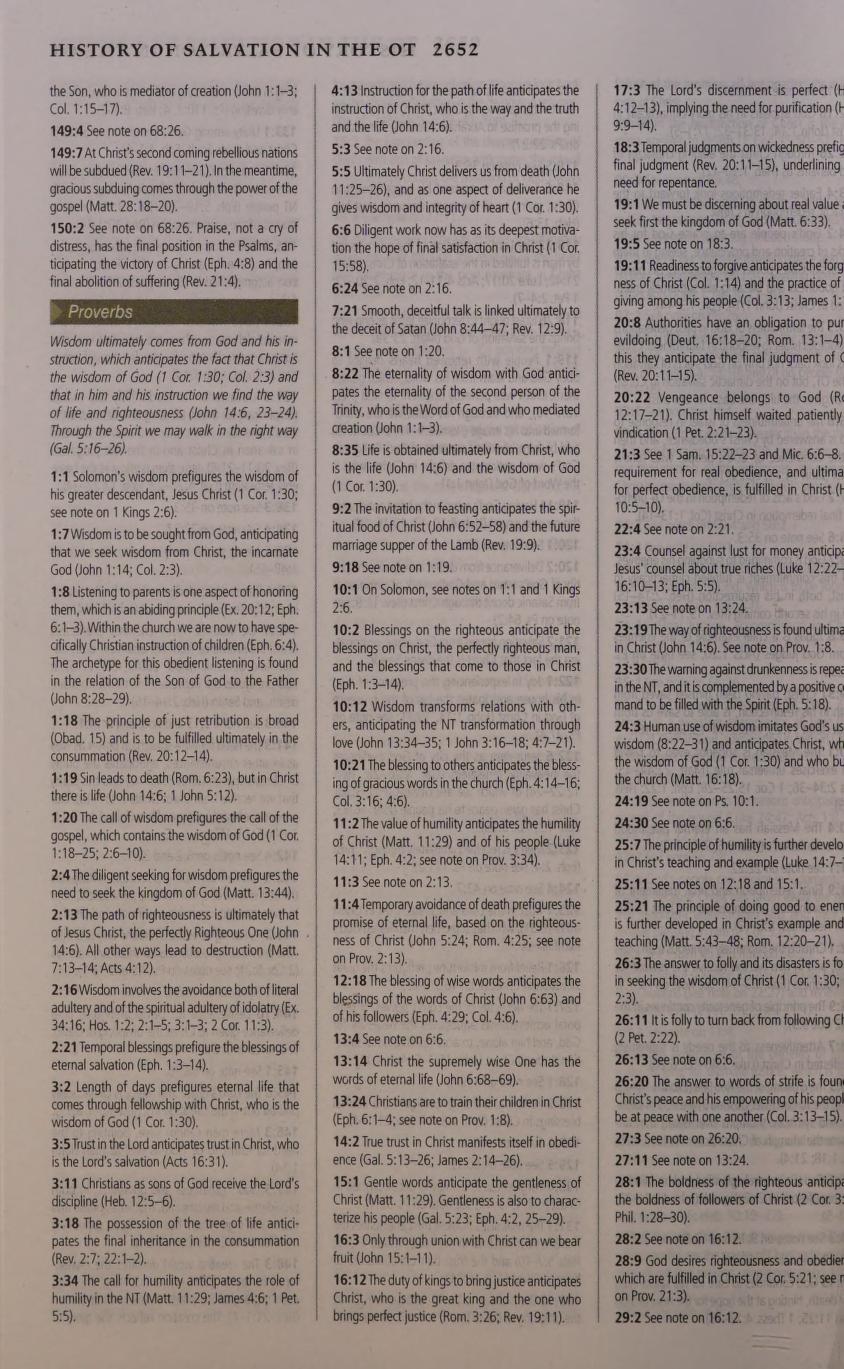 HISTORY OF SALVATION IN THE OT 2652
the Son, who is mediator of creation (John 1:1–3;
Col. 1:15–17).
149:4 See note on 68:26.
149:7 At Christ's second coming rebellious nations
will be subdued (Rev. 19:11–21). In the meantime,
gracious subduing comes through the power of the
gospel (Matt. 28:18–20).
150:2 See note on 68:26. Praise, not a cry of
distress, has the final position in the Psalms, an-
ticipating the victory of Christ (Eph. 4:8) and the
final abolition of suffering (Rev. 21:4).
Proverbs
Wisdom ultimately comes from God and his in-
struction, which anticipates the fact that Christ is
the wisdom of God (1 Cor. 1:30; Col. 2:3) and
that in him and his instruction we find the way
of life and righteousness (John 14:6, 23–24).
Through the Spirit we may walk in the right way
(Gal. 5:16–26).
1:1 Solomon's wisdom prefigures the wisdom of
his greater descendant, Jesus Christ (1 Cor. 1:30;
see note on 1 Kings 2:6).
1:7 Wisdom is to be sought from God, anticipating
that we seek wisdom from Christ, the incarnate
God (John 1:14; Col. 2:3).
1:8 Listening to parents is one aspect of honoring
them, which is an abiding principle (Ex. 20:12; Eph.
6:1–3). Within the church we are now to have spe-
cifically Christian instruction of children (Eph. 6:4).
The archetype for this obedient listening is found
in the relation of the Son of God to the Father
(John 8:28–29).
1:18 The principle of just retribution is broad
(Obad. 15) and is to be fulfilled ultimately in the
consummation (Rev. 20:12–14).
1:19 Sin leads to death (Rom. 6:23), but in Christ
there is life (John 14:6; 1 John 5:12).
1:20 The call of wisdom prefigures the call of the
gospel, which contains the wisdom of God (1 Cor.
1:18–25; 2:6–10).
2:4 The diligent seeking for wisdom prefigures the
need to seek the kingdom of God (Matt. 13:44).
2:13 The path of righteousness is ultimately that
of Jesus Christ, the perfectly Righteous One (John
14:6). All other ways lead to destruction (Matt.
7:13–14; Acts 4:12).
2:16 Wisdom involves the avoidance both of literal
adultery and of the spiritual adultery of idolatry (Ex.
34:16; Hos. 1:2; 2:1–5; 3:1–3; 2 Cor. 11:3).
2:21 Temporal blessings prefigure the blessings of
eternal salvation (Eph. 1:3–14).
3:2 Length of days prefigures eternal life that
comes through fellowship with Christ, who is the
wisdom of God (1 Cor. 1:30).
3:5 Trust in the Lord anticipates trust in Christ, who
is the Lord's salvation (Acts 16:31).
3:11 Christians as sons of God receive the Lord's
discipline (Heb. 12:5–6).
3:18 The possession of the tree of life antici-
pates the final inheritance in the consummation
(Rev. 2:7; 22:1–2).
3:34 The call for humility anticipates the role of
humility in the NT (Matt. 11:29; James 4:6; 1 Pet.
5:5).
4:13 Instruction for the path of life anticipates the
instruction of Christ, who is the way and the truth
and the life (John 14:6).
5:3 See note on 2:16.
5:5 Ultimately Christ delivers us from death (John
11:25–26), and as one aspect of deliverance he
gives wisdom and integrity of heart (1 Cor. 1:30).
6:6 Diligent work now has as its deepest motiva-
tion the hope of final satisfaction in Christ (1 Cor.
15:58).
6:24 See note on 2:16.
7:21 Smooth, deceitful talk is linked ultimately to
the deceit of Satan (John 8:44–47; Rev. 12:9).
8:1 See note on 1:20.
8:22 The eternality of wisdom with God antici-
pates the eternality of the second person of the
Trinity, who is the Word of God and who mediated
creation (John 1:1–3).
8:35 Life is obtained ultimately from Christ, who
is the life (John 14:6) and the wisdom of God
(1 Cor. 1:30).
9:2 The invitation to feasting anticipates the spir-
itual food of Christ (John 6:52–58) and the future
marriage supper of the Lamb (Rev. 19:9).
9:18 See note on 1:19.
10:1 On Solomon, see notes on 1:1 and 1 Kings
2:6.
10:2 Blessings on the righteous anticipate the
blessings on Christ, the perfectly righteous man,
and the blessings that come to those in Christ
(Eph. 1:3–14).
10:12 Wisdom transforms relations with oth-
ers, anticipating the NT transformation through
love (John 13:34–35; 1 John 3:16–18; 4:7–21).
10:21 The blessing to others anticipates the bless-
ing of gracious words in the church (Eph. 4:14–16;
Col. 3:16; 4:6).
11:2 The value of humility anticipates the humility
of Christ (Matt. 11:29) and of his people (Luke
14:11; Eph. 4:2; see note on Prov. 3:34).
11:3 See note on 2:13.
11:4 Temporary avoidance of death prefigures the
promise of eternal life, based on the righteous-
ness of Christ (John 5:24; Rom. 4:25; see note
on Prov. 2:13).
12:18 The blessing of wise words anticipates the
blessings of the words of Christ (John 6:63) and
of his followers (Eph. 4:29; Col. 4:6).
13:4 See note on 6:6.
13:14 Christ the supremely wise One has the
words of eternal life (John 6:68–69).
13:24 Christians are to train their children in Christ
(Eph. 6:1–4; see note on Prov. 1:8).
14:2 True trust in Christ manifests itself in obedi-
ence (Gal. 5:13–26; James 2:14–26).
15:1 Gentle words anticipate the gentleness of
Christ (Matt. 11:29). Gentleness is also to charac-
terize his people (Gal. 5:23; Eph. 4:2, 25–29).
16:3 Only through union with Christ can we bear
fruit (John 15:1–11).
16:12 The duty of kings to bring justice anticipates
Christ, who is the great king and the one who
brings perfect justice (Rom. 3:26; Rev. 19:11).
17:3 The Lord's discernment is perfect (H
4:12–13), implying the need for purification (H
9:9–14).
18:3 Temporal judgments on wickedness prefig
final judgment (Rev. 20:11–15), underlining
need for repentance.
19:1 We must be discerning about real value a
seek first the kingdom of God (Matt. 6:33).
19:5 See note on 18:3.
19:11 Readiness to forgive anticipates the forg
ness of Christ (Col. 1:14) and the practice of
giving among his people (Col. 3:13; James 1:
20:8 Authorities have an obligation to pur
evildoing (Deut. 16:18–20; Rom. 13:1–4)
this they anticipate the final judgment of C
(Rev. 20:11–15).
20:22 Vengeance belongs to God (Ro
12:17–21). Christ himself waited patiently
vindication (1 Pet. 2:21–23).
21:3 See 1 Sam. 15:22–23 and Mic. 6:6–8.
requirement for real obedience, and ultima
for perfect obedience, is fulfilled in Christ (H
10:5–10).
22:4 See note on 2:21.
23:4 Counsel against lust for money anticipa
Jesus' counsel about true riches (Luke 12:22–
16:10–13; Eph. 5:5).
23:13 See note on 13:24.
23:19 The way of righteousness is found ultima
in Christ (John 14:6). See note on Prov. 1:8.
23:30 The warning against drunkenness is repea
in the NT, and it is complemented by a positive co
mand to be filled with the Spirit (Eph. 5:18).
24:3 Human use of wisdom imitates God's us
wisdom (8:22–31) and anticipates Christ, wh
the wisdom of God (1 Cor. 1:30) and who bu
the church (Matt. 16:18).
24:19 See note on Ps. 10:1.
24:30 See note on 6:6.
25:7 The principle of humility is further develo
in Christ's teaching and example (Luke 14:7–
25:11 See notes on 12:18 and 15:1.
25:21 The principle of doing good to enem
is further developed in Christ's example and
teaching (Matt. 5:43–48; Rom. 12:20–21).
26:3 The answer to folly and its disasters is fo
in seeking the wisdom of Christ (1 Cor. 1:30;
2:3).
26:11 It is folly to turn back from following Ch
(2 Pet. 2:22).
26:13 See note on 6:6.
26:20 The answer to words of strife is foun
Christ's peace and his empowering of his peopl
be at peace with one another (Col. 3:13–15).
27:3 See note on 26:20.
27:11 See note on 13:24.
28:1 The boldness of the righteous anticipa
the boldness of followers of Christ (2 Cor. 3:
Phil. 1:28–30).
28:2 See note on 16:12.
28:9 God desires righteousness and obedien
which are fulfilled in Christ (2 Cor. 5:21; see n
on Prov. 21:3).
29:2 See note on 16:12.